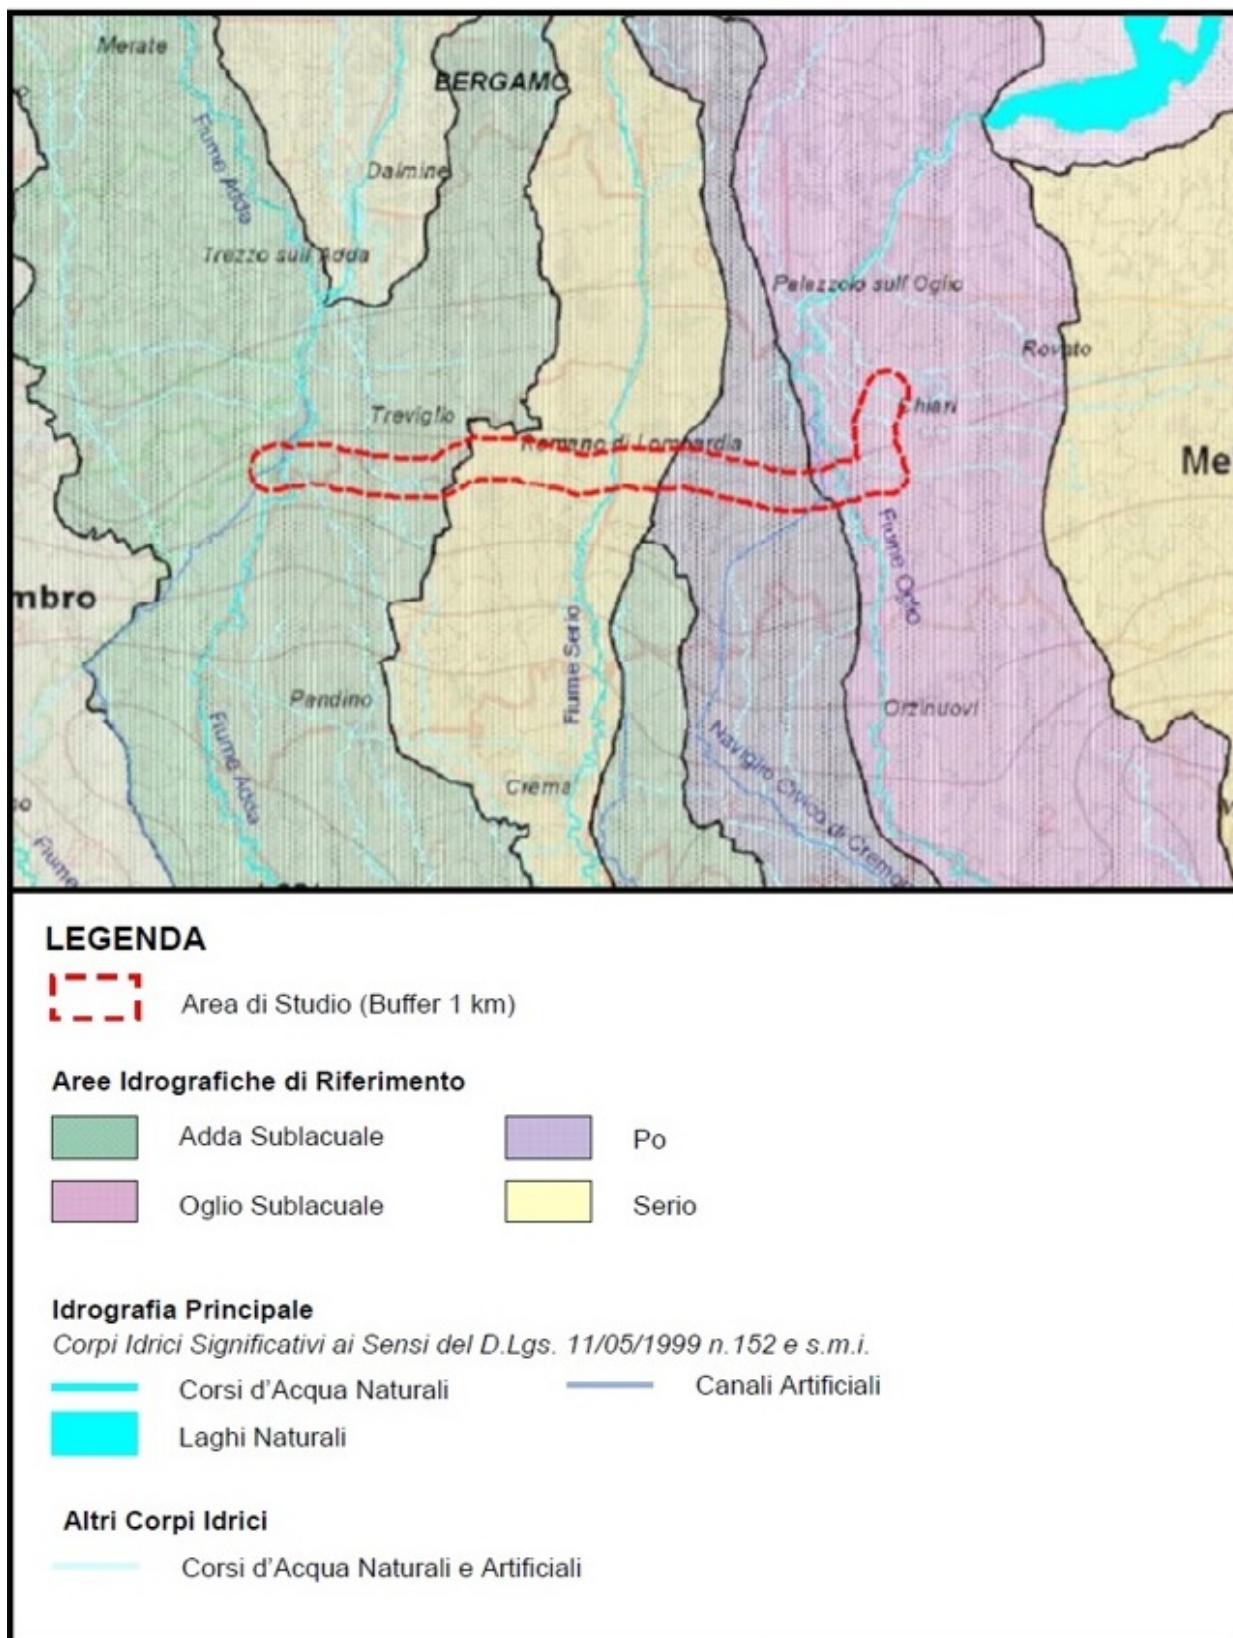 Merate
BERGAMO
Fiume Adda
Dalmine
Trezzo sull'Adda
Palazzolo sull'Oglio
Rovato
Chiari
Treviglio
Romano di Lombardia
Me
Fiume Oglio
mbro
Fiume Serio
Pandino
Orzinuovi
Fiume Adda
Naviglio Civico di Cremon
Crema
Fiume
LEGENDA
Area di Studio (Buffer 1 km)
Aree Idrografiche di Riferimento
Adda Sublacuale
Po
Oglio Sublacuale
Serio
Idrografia Principale
Corpi Idrici Significativi ai Sensi del D.Lgs. 11/05/1999 n.152 e s.m.i.
Corsi d'Acqua Naturali
Canali Artificiali
Laghi Naturali
Altri Corpi Idrici
Corsi d'Acqua Naturali e Artificiali